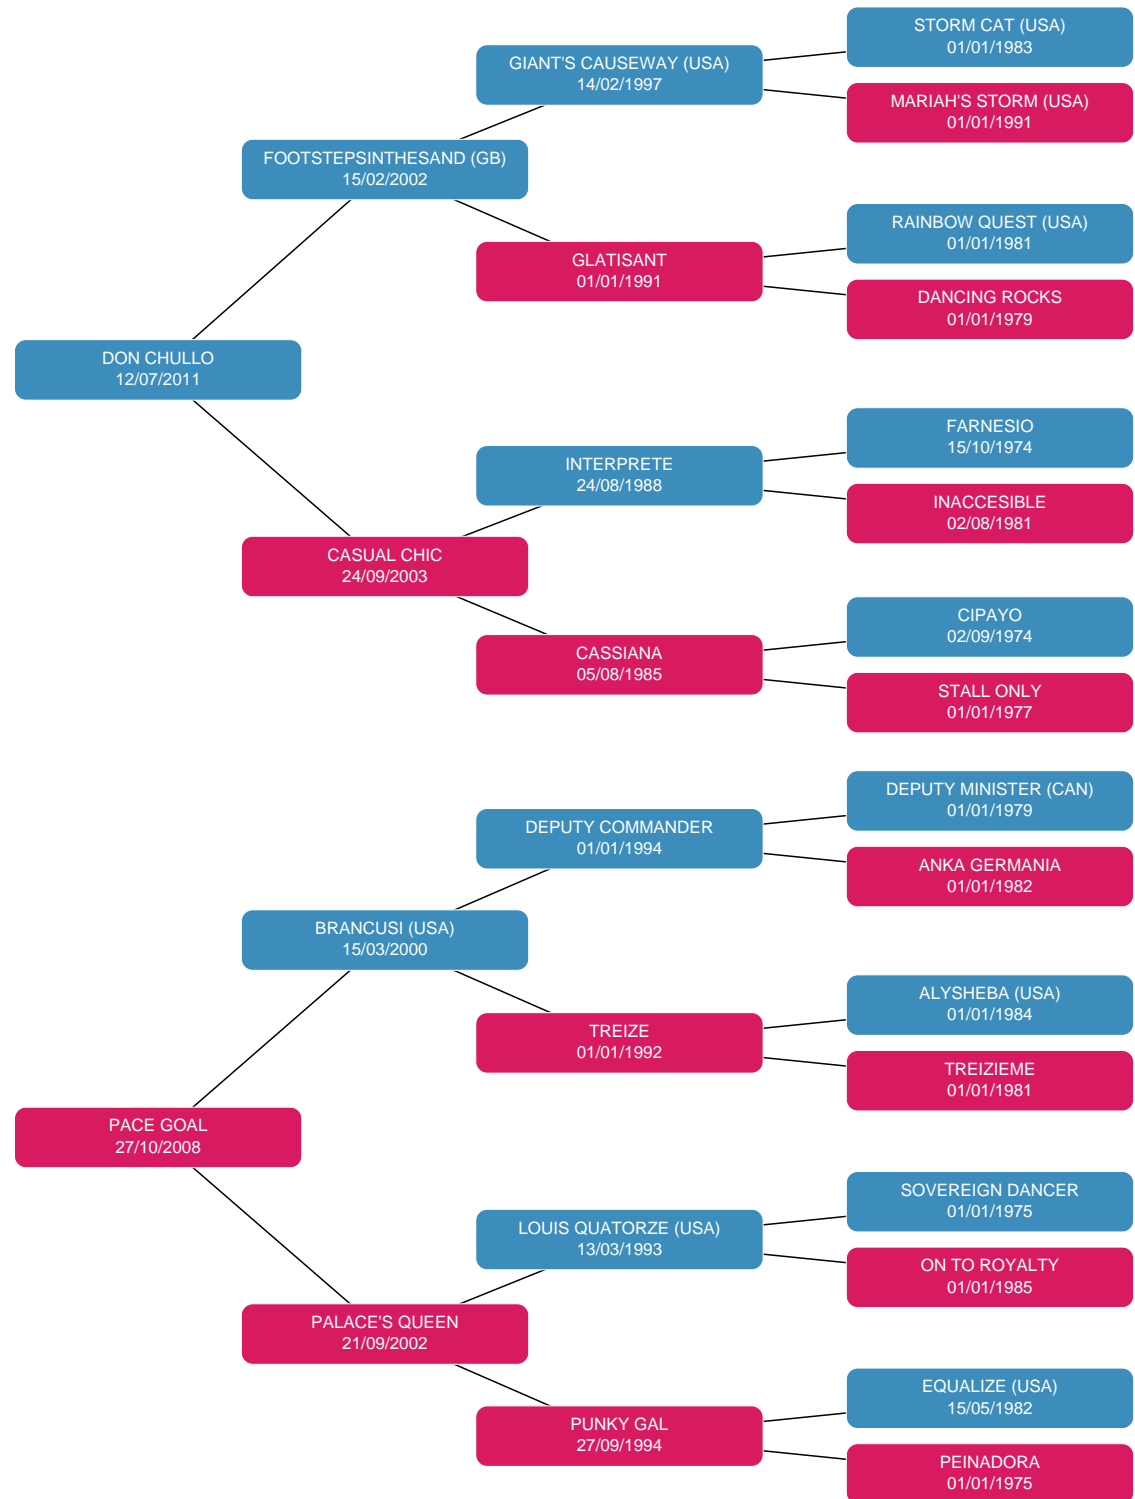 STORM CAT (USA)
01/01/1983
GIANT'S CAUSEWAY (USA)
14/02/1997
MARIAH'S STORM (USA)
01/01/1991
FOOTSTEPSINTHESAND (GB)
15/02/2002
RAINBOW QUEST (USA)
01/01/1981
GLATISANT
01/01/1991
DANCING ROCKS
01/01/1979
DON CHULLO
12/07/2011
FARNESIO
15/10/1974
INTERPRETE
24/08/1988
INACCESIBLE
02/08/1981
CASUAL CHIC
24/09/2003
CIPAYO
02/09/1974
CASSIANA
05/08/1985
STALL ONLY
01/01/1977
DEPUTY MINISTER (CAN)
01/01/1979
DEPUTY COMMANDER
01/01/1994
ANKA GERMANIA
01/01/1982
BRANCUSI (USA)
15/03/2000
ALYSHEBA (USA)
01/01/1984
TREIZE
01/01/1992
TREIZIEME
01/01/1981
PACE GOAL
27/10/2008
SOVEREIGN DANCER
01/01/1975
LOUIS QUATORZE (USA)
13/03/1993
ON TO ROYALTY
01/01/1985
PALACE'S QUEEN
21/09/2002
EQUALIZE (USA)
15/05/1982
PUNKY GAL
27/09/1994
PEINADORA
01/01/1975